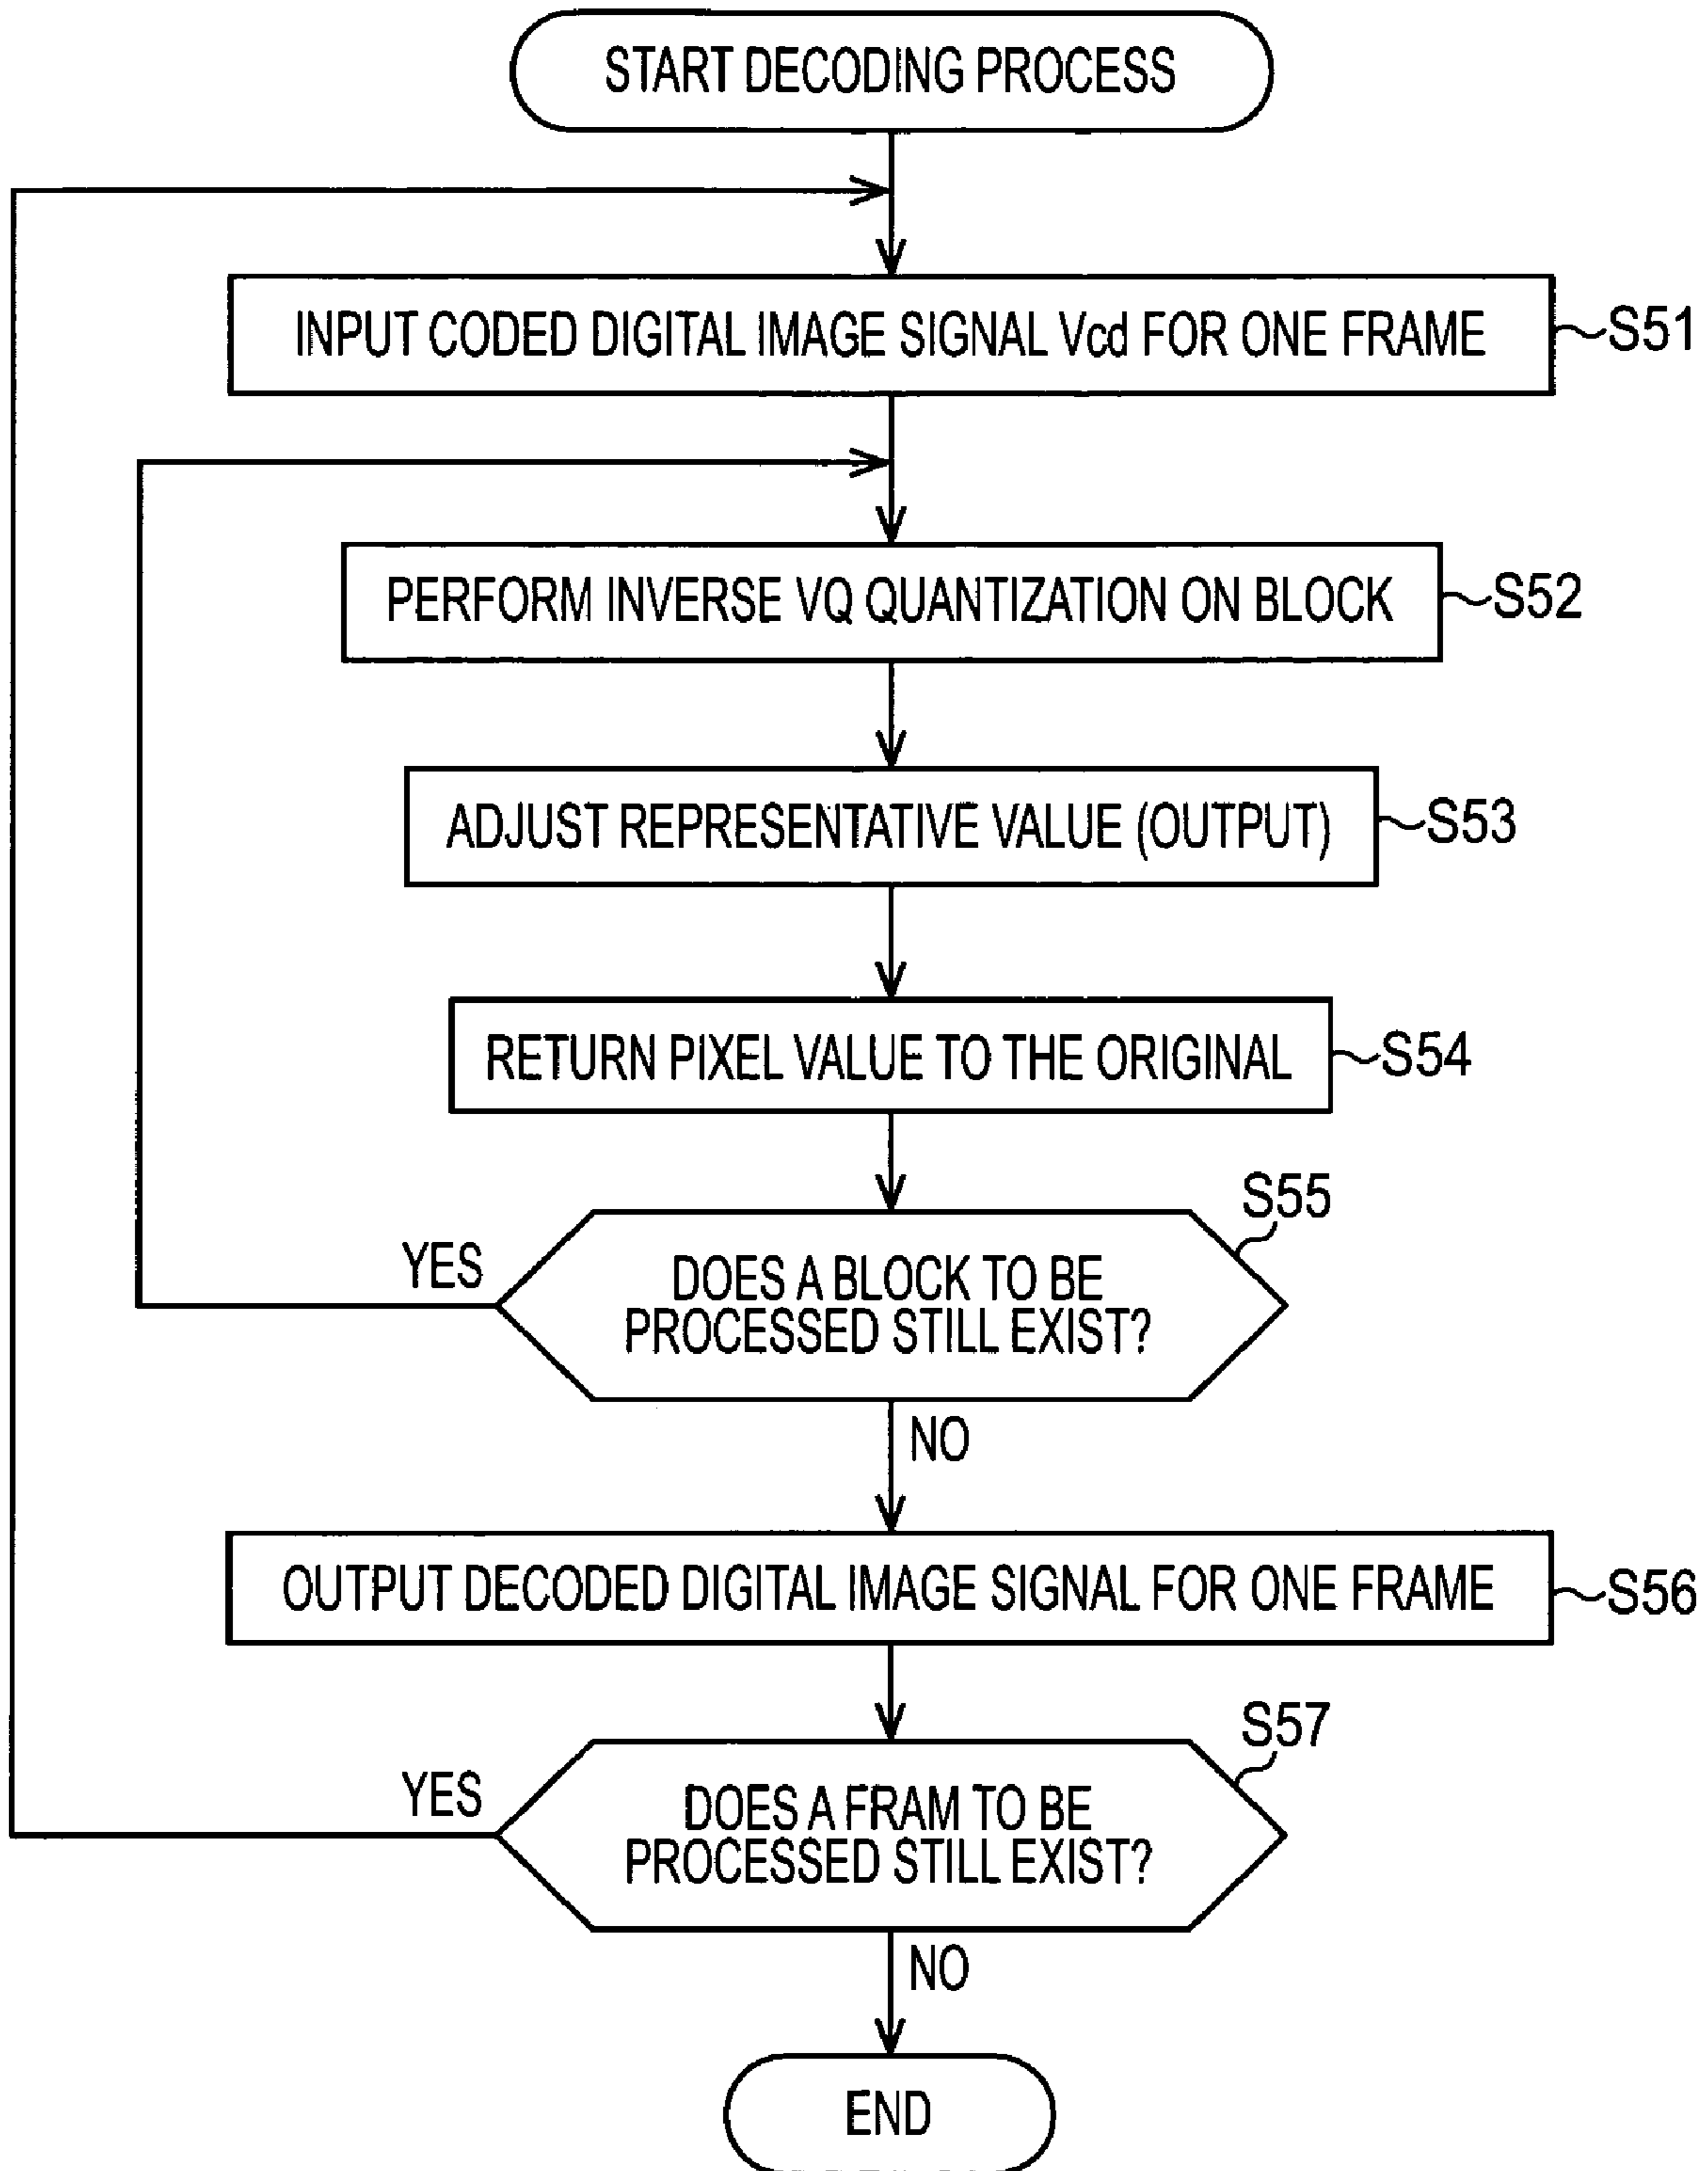 START DECODING PROCESS
INPUT CODED DIGITAL IMAGE SIGNAL Vcd FOR ONE FRAME
S51
PERFORM INVERSE VQ QUANTIZATION ON BLOCK
S52
ADJUST REPRESENTATIVE VALUE (OUTPUT)
S53
RETURN PIXEL VALUE TO THE ORIGINAL
S54
S55
YES
DOES A BLOCK TO BE
PROCESSED STILL EXIST?
NO
OUTPUT DECODED DIGITAL IMAGE SIGNAL FOR ONE FRAME
S56
S57
YES
DOES A FRAM TO BE
PROCESSED STILL EXIST?
NO
END